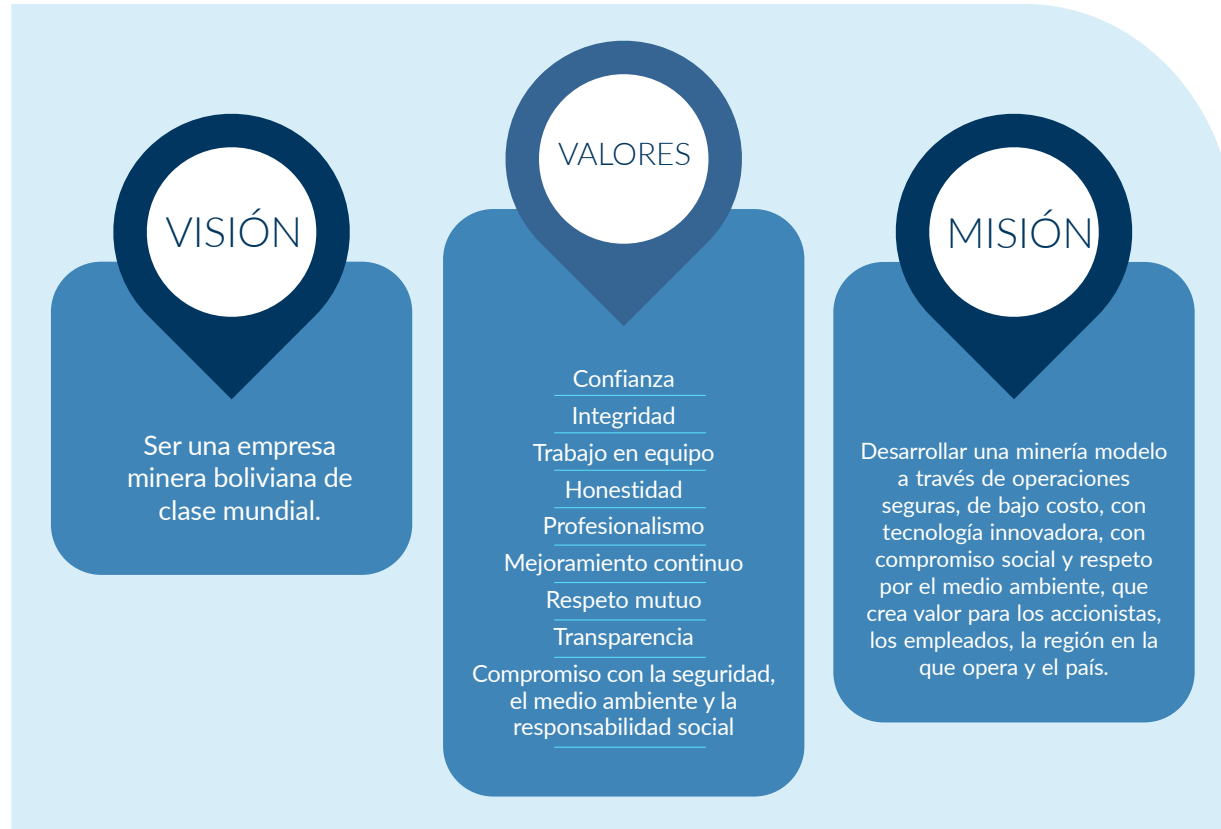 VISIÓN
Ser una empresa
minera boliviana de
clase mundial.
VALORES
Confianza
Integridad
Trabajo en equipo
Honestidad
Profesionalismo
Mejoramiento continuo
Respeto mutuo
Transparencia
Compromiso con la seguridad,
el medio ambiente y la
responsabilidad social
MISIÓN
Desarrollar una minería modelo
a través de operaciones
seguras, de bajo costo, con
tecnología innovadora, con
compromiso social y respeto
por el medio ambiente, que
crea valor para los accionistas,
los empleados, la región en la
que opera y el país.